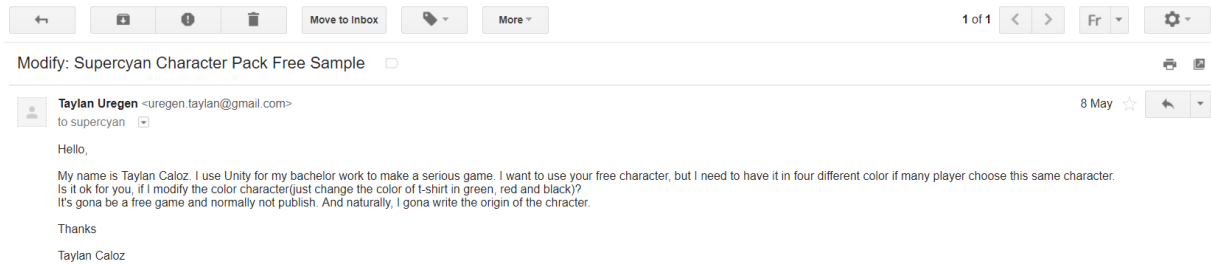 Move to Inbox More 1 of 1 Fr
Modify: Supercyan Character Pack Free Sample
Taylan Uregen <uregen.taylan@gmail.com> 8 May
to supercyan
Hello,
My name is Taylan Caloz. I use Unity for my bachelor work to make a serious game. I want to use your free character, but I need to have it in four different color if many player choose this same character.
Is it ok for you, if I modify the color character(just change the color of t-shirt in green, red and black)?
It's gona be a free game and normally not publish. And naturally, I gona write the origin of the chracter.
Thanks
Taylan Caloz